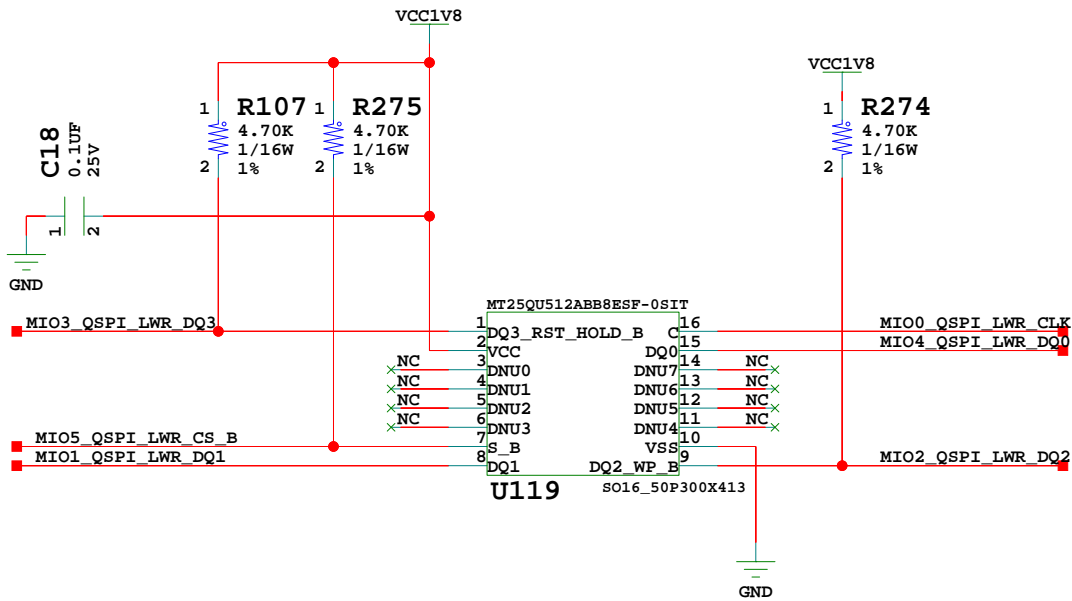 VCC1V8
VCC1V8
1
R107
4.70K
1/16W
1%
2
1
R275
4.70K
1/16W
1%
2
1
R274
4.70K
1/16W
1%
2
C18
0.1UF
25V
1
2
GND
MT25QU512ABB8ESF-0SIT
MIO3_QSPI_LWR_DQ3
1
DQ3_RST_HOLD_B
C
16
MIO0_QSPI_LWR_CLK
2
VCC
DQ0
15
MIO4_QSPI_LWR_DQ0
NC
3
DNU0
DNU7
14
NC
NC
4
DNU1
DNU6
13
NC
NC
5
DNU2
DNU5
12
NC
NC
6
DNU3
DNU4
11
NC
MIO5_QSPI_LWR_CS_B
7
S_B
VSS
10
MIO1_QSPI_LWR_DQ1
8
DQ1
DQ2_WP_B
9
MIO2_QSPI_LWR_DQ2
U119
SO16_50P300X413
GND